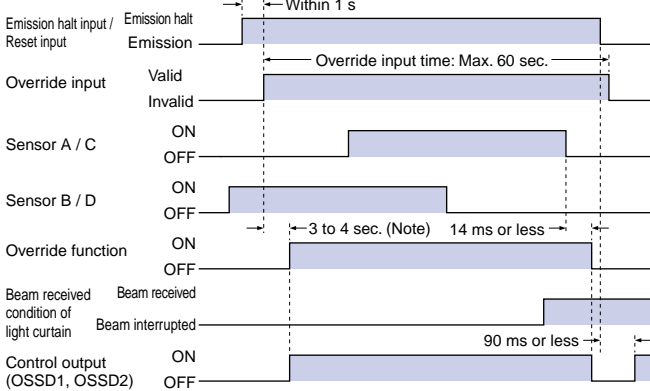 Within 1 s
Emission halt input /
Reset input
Emission halt
Emission
Override input time: Max. 60 sec.
Override input
Valid
Invalid
Sensor A / C
ON
OFF
Sensor B / D
ON
OFF
3 to 4 sec. (Note)
14 ms or less
Override function
ON
OFF
Beam received
condition of
light curtain
Beam received
Beam interrupted
90 ms or less
Control output
(OSSD1, OSSD2)
ON
OFF